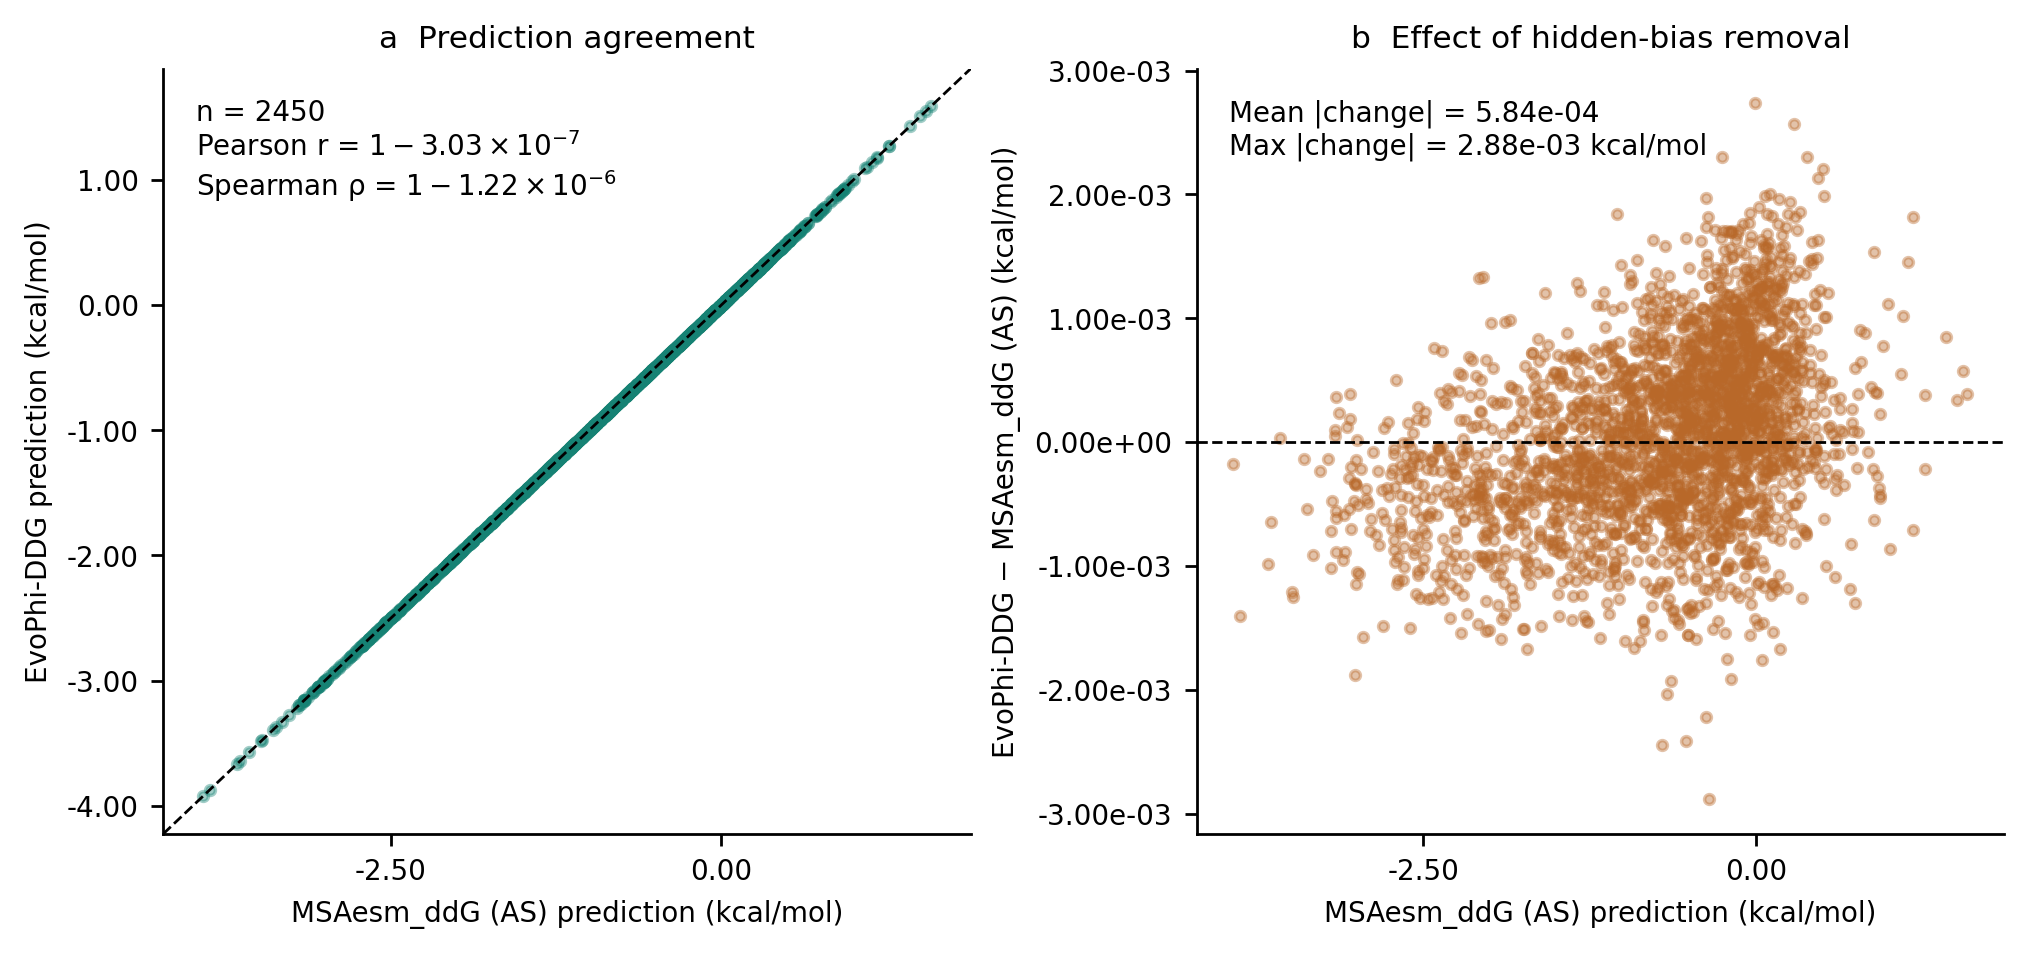 a  Prediction agreement
n = 2450
Pearson r = 1 − 3.03 × 10⁻⁷
Spearman ρ = 1 − 1.22 × 10⁻⁶
EvoPhi-DDG prediction (kcal/mol)
1.00
0.00
-1.00
-2.00
-3.00
-4.00
-2.50
0.00
MSAesm_ddG (AS) prediction (kcal/mol)
b  Effect of hidden-bias removal
Mean |change| = 5.84e-04
Max |change| = 2.88e-03 kcal/mol
EvoPhi-DDG − MSAesm_ddG (AS) (kcal/mol)
3.00e-03
2.00e-03
1.00e-03
0.00e+00
-1.00e-03
-2.00e-03
-3.00e-03
-2.50
0.00
MSAesm_ddG (AS) prediction (kcal/mol)